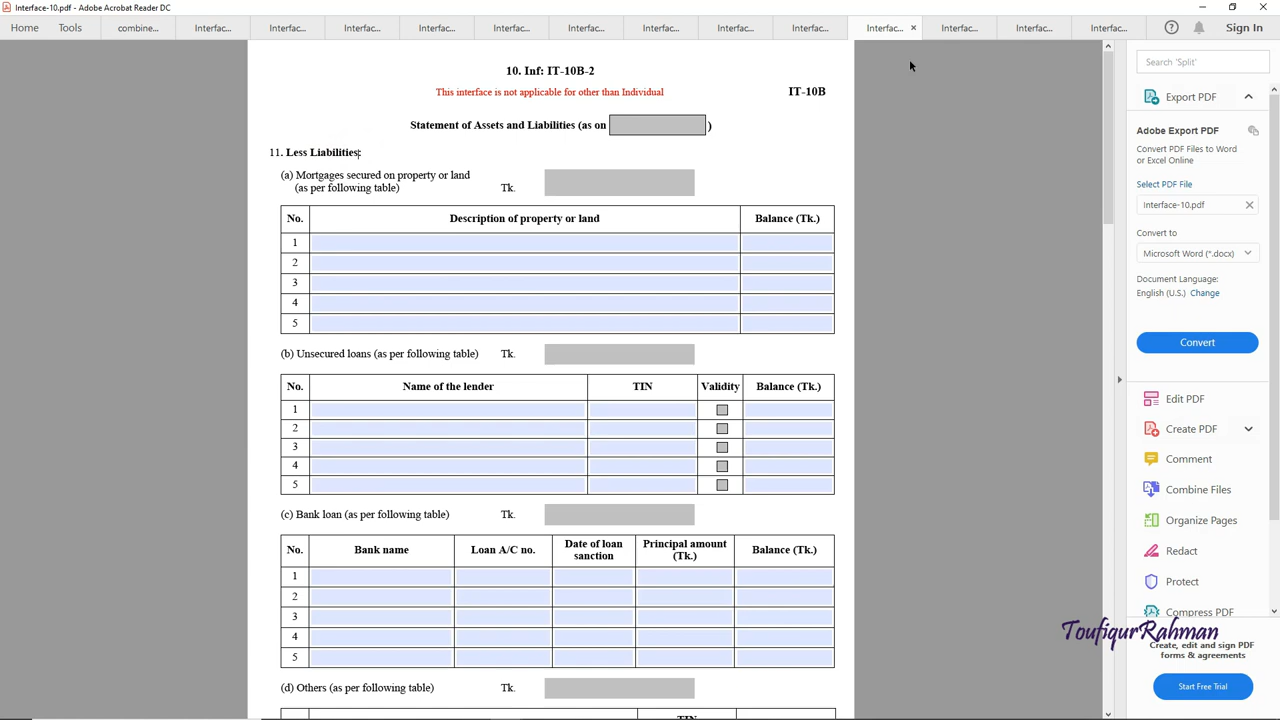 Interface-10.pdf - Adobe Acrobat Reader DC
Home Tools combine... Interfac... Interfac... Interfac... Interfac... Interfac... Interfac... Interfac... Interfac... Interfac... Interfac... Interfac... Interfac... Interfac... Sign In
10. Inf: IT-10B-2
This interface is not applicable for other than Individual
IT-10B
Statement of Assets and Liabilities (as on )
11. Less Liabilities:
(a) Mortgages secured on property or land
(as per following table) Tk.
No. Description of property or land Balance (Tk.)
1
2
3
4
5
(b) Unsecured loans (as per following table) Tk.
No. Name of the lender TIN Validity Balance (Tk.)
1
2
3
4
5
(c) Bank loan (as per following table) Tk.
No. Bank name Loan A/C no. Date of loan sanction Principal amount (Tk.) Balance (Tk.)
1
2
3
4
5
(d) Others (as per following table) Tk.
TIN
Search 'Split'
Export PDF
Adobe Export PDF
Convert PDF Files to Word
or Excel Online
Select PDF File
Interface-10.pdf
Convert to
Microsoft Word (*.docx)
Document Language:
English (U.S.) Change
Convert
Edit PDF
Create PDF
Comment
Combine Files
Organize Pages
Redact
Protect
Compress PDF
ToufiqurRahman
Create, edit and sign PDF
forms & agreements
Start Free Trial